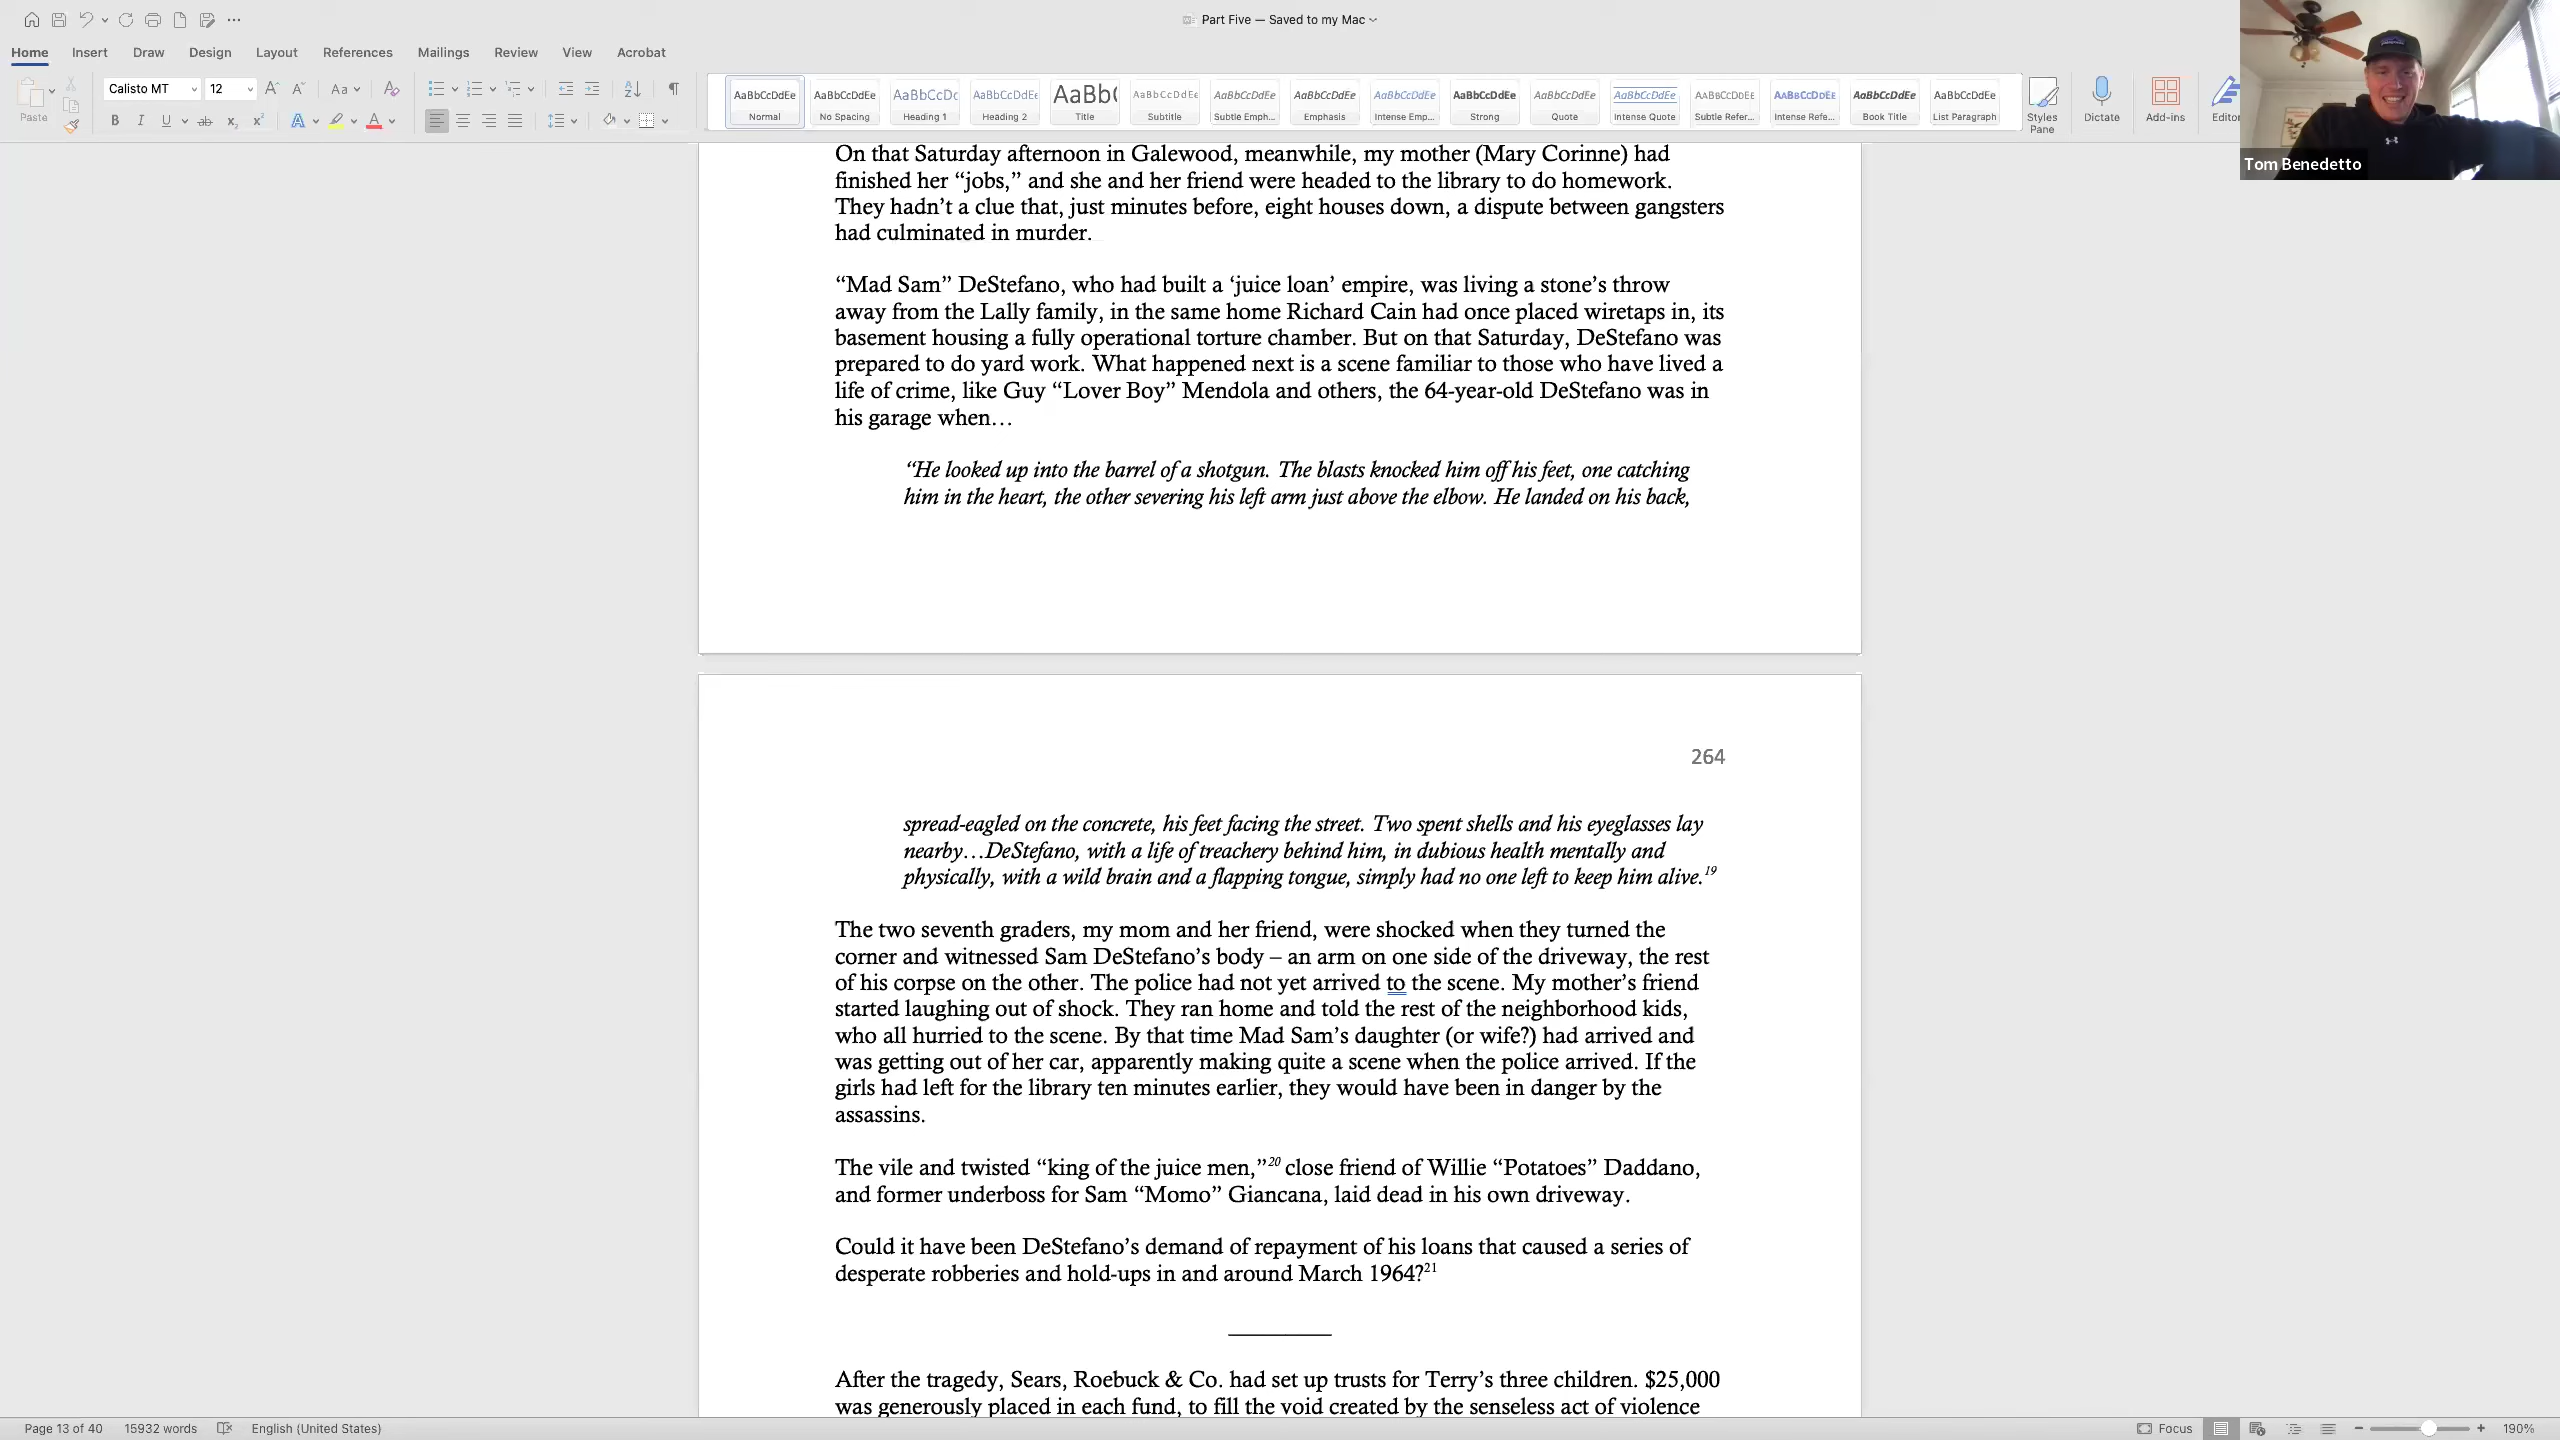 Part Five — Saved to my Mac
Home Insert Draw Design Layout References Mailings Review View Acrobat
Paste
Calisto MT 12
AaBbCcDdEe AaBbCcDdEe AaBbCcDc AaBbCcDdEe AaBb( AaBbCcDdEe AaBbCcDdEe AaBbCcDdEe AaBbCcDdEe AaBbCcDdEe AaBbCcDdEe AaBbCcDdEe AABBCCDDEE AABBCCDDEE AaBbCcDdEe AaBbCcDdEe
Normal No Spacing Heading 1 Heading 2 Title Subtitle Subtle Emph... Emphasis Intense Emp... Strong Quote Intense Quote Subtle Refer... Intense Refe... Book Title List Paragraph
Styles Pane
Dictate
Add-ins
Editor
Tom Benedetto
On that Saturday afternoon in Galewood, meanwhile, my mother (Mary Corinne) had
finished her “jobs,” and she and her friend were headed to the library to do homework.
They hadn’t a clue that, just minutes before, eight houses down, a dispute between gangsters
had culminated in murder.
“Mad Sam” DeStefano, who had built a ‘juice loan’ empire, was living a stone’s throw
away from the Lally family, in the same home Richard Cain had once placed wiretaps in, its
basement housing a fully operational torture chamber. But on that Saturday, DeStefano was
prepared to do yard work. What happened next is a scene familiar to those who have lived a
life of crime, like Guy “Lover Boy” Mendola and others, the 64-year-old DeStefano was in
his garage when…
“He looked up into the barrel of a shotgun. The blasts knocked him off his feet, one catching
him in the heart, the other severing his left arm just above the elbow. He landed on his back,
264
spread-eagled on the concrete, his feet facing the street. Two spent shells and his eyeglasses lay
nearby…DeStefano, with a life of treachery behind him, in dubious health mentally and
physically, with a wild brain and a flapping tongue, simply had no one left to keep him alive.19
The two seventh graders, my mom and her friend, were shocked when they turned the
corner and witnessed Sam DeStefano’s body – an arm on one side of the driveway, the rest
of his corpse on the other. The police had not yet arrived to the scene. My mother’s friend
started laughing out of shock. They ran home and told the rest of the neighborhood kids,
who all hurried to the scene. By that time Mad Sam’s daughter (or wife?) had arrived and
was getting out of her car, apparently making quite a scene when the police arrived. If the
girls had left for the library ten minutes earlier, they would have been in danger by the
assassins.
The vile and twisted “king of the juice men,”20 close friend of Willie “Potatoes” Daddano,
and former underboss for Sam “Momo” Giancana, laid dead in his own driveway.
Could it have been DeStefano’s demand of repayment of his loans that caused a series of
desperate robberies and hold-ups in and around March 1964?21
After the tragedy, Sears, Roebuck & Co. had set up trusts for Terry’s three children. $25,000
was generously placed in each fund, to fill the void created by the senseless act of violence
Page 13 of 40 15932 words English (United States) Focus 190%